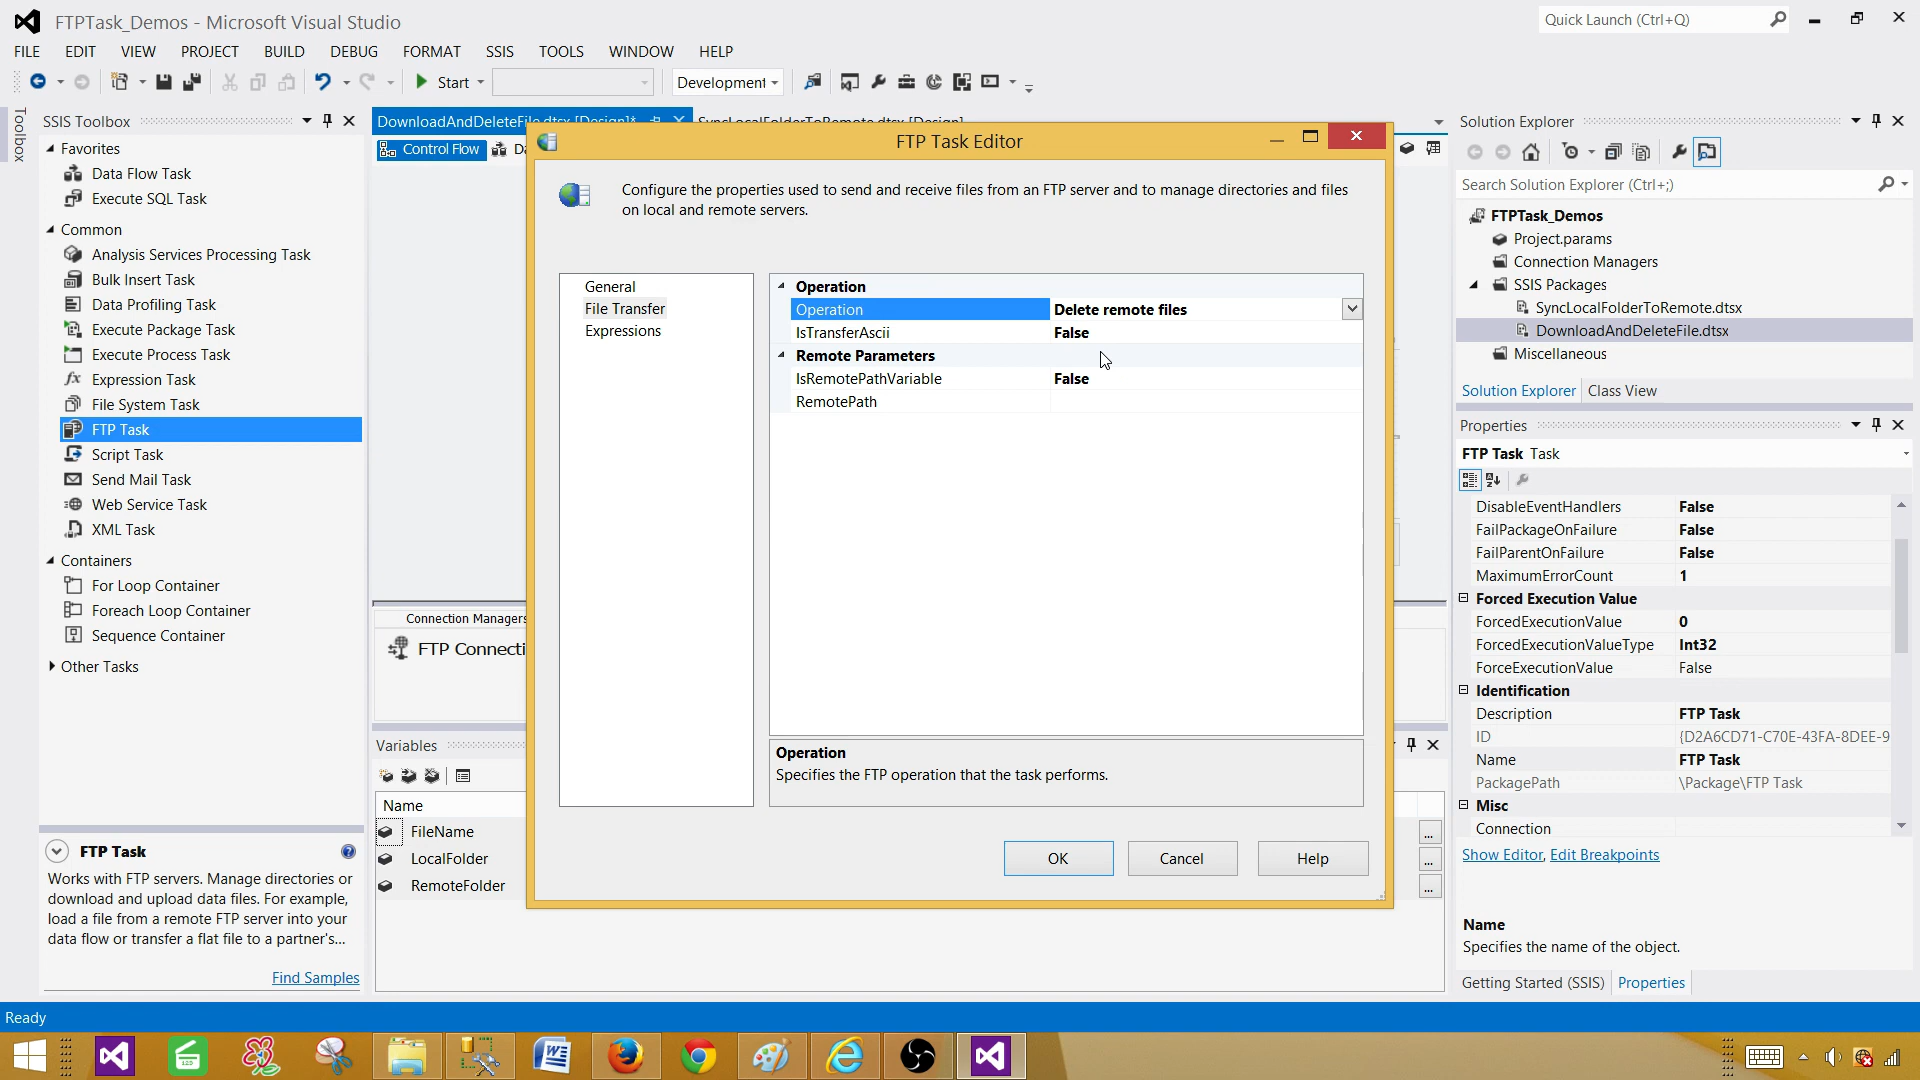 FTPTask_Demos - Microsoft Visual Studio
Quick Launch (Ctrl+Q)
FILE EDIT VIEW PROJECT BUILD DEBUG FORMAT SSIS TOOLS WINDOW HELP
Start
Development
Toolbox
SSIS Toolbox
Favorites
Data Flow Task
Execute SQL Task
Common
Analysis Services Processing Task
Bulk Insert Task
Data Profiling Task
Execute Package Task
Execute Process Task
Expression Task
File System Task
FTP Task
Script Task
Send Mail Task
Web Service Task
XML Task
Containers
For Loop Container
Foreach Loop Container
Sequence Container
Other Tasks
FTP Task
Works with FTP servers. Manage directories or
download and upload data files. For example,
load a file from a remote FTP server into your
data flow or transfer a flat file to a partner's...
Find Samples
DownloadAndDeleteFile.dtsx [Design]*
SyncLocalFolderToRemote.dtsx [Design]
Control Flow
Da
Connection Managers
FTP Connecti
Variables
Name
FileName
LocalFolder
RemoteFolder
FTP Task Editor
Configure the properties used to send and receive files from an FTP server and to manage directories and files
on local and remote servers.
General
File Transfer
Expressions
Operation
Operation Delete remote files
IsTransferAscii False
Remote Parameters
IsRemotePathVariable False
RemotePath
Operation
Specifies the FTP operation that the task performs.
OK Cancel Help
Solution Explorer
Search Solution Explorer (Ctrl+;)
FTPTask_Demos
Project.params
Connection Managers
SSIS Packages
SyncLocalFolderToRemote.dtsx
DownloadAndDeleteFile.dtsx
Miscellaneous
Solution Explorer Class View
Properties
FTP Task Task
DisableEventHandlers False
FailPackageOnFailure False
FailParentOnFailure False
MaximumErrorCount 1
Forced Execution Value
ForcedExecutionValue 0
ForcedExecutionValueType Int32
ForceExecutionValue False
Identification
Description FTP Task
ID {D2A6CD71-C70E-43FA-8DEE-9
Name FTP Task
PackagePath \Package\FTP Task
Misc
Connection
Show Editor, Edit Breakpoints
Name
Specifies the name of the object.
Getting Started (SSIS) Properties
Ready